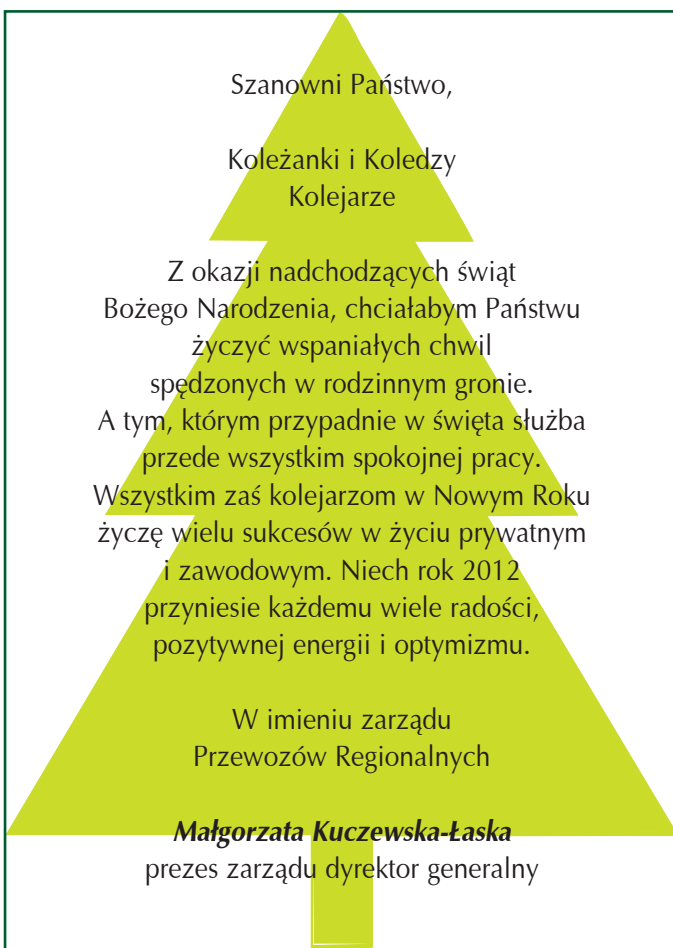 Szanowni Państwo,
Koleżanki i Koledzy
Kolejarze
Z okazji nadchodzących świąt
Bożego Narodzenia, chciałabym Państwu
życzyć wspaniałych chwil
spędzonych w rodzinnym gronie.
A tym, którym przypadnie w święta służba
przede wszystkim spokojnej pracy.
Wszystkim zaś kolejarzom w Nowym Roku
życzę wielu sukcesów w życiu prywatnym
i zawodowym. Niech rok 2012
przyniesie każdemu wiele radości,
pozytywnej energii i optymizmu.
W imieniu zarządu
Przewozów Regionalnych
Małgorzata Kuczewska-Łaska
prezes zarządu dyrektor generalny